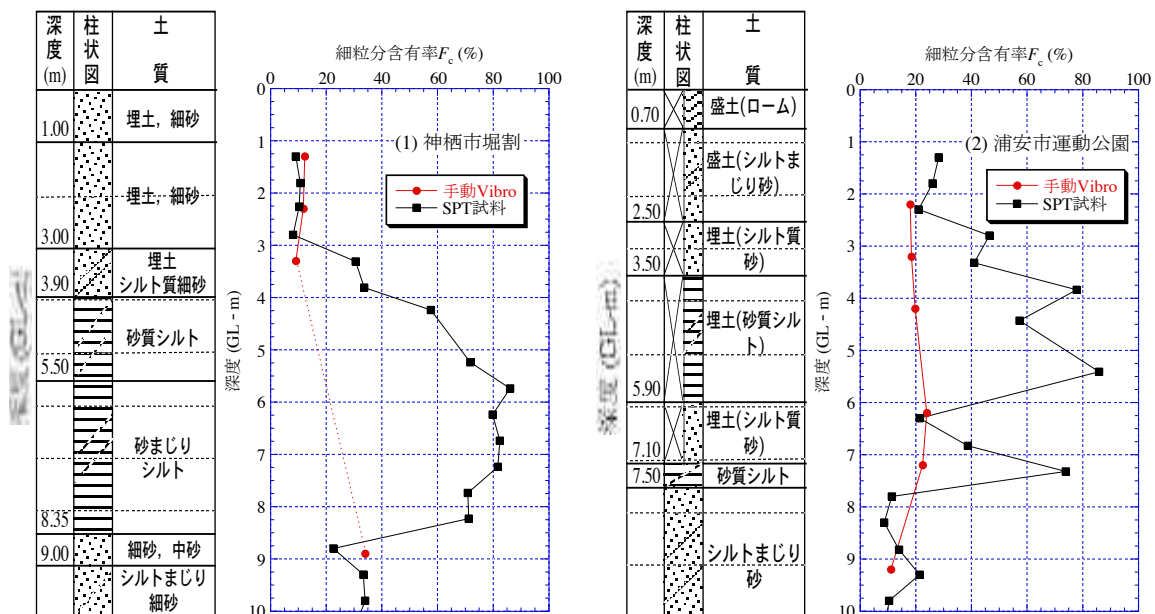 深度(m)
柱状図
土質
1.00
埋土，細砂
埋土，細砂
3.00
埋土
シルト質細砂
3.90
砂質シルト
5.50
砂まじり
シルト
8.35
9.00
細砂，中砂
シルトまじり
細砂
深度 (GL-m)
細粒分含有率Fc (%)
0 20 40 60 80 100
0
1
2
3
4
5
6
7
8
9
10
深度 (GL - m)
(1) 神栖市堀割
手動Vibro
SPT試料
深度(m)
柱状図
土質
0.70
盛土(ローム)
盛土(シルトま
じり砂)
2.50
埋土(シルト質
砂)
3.50
埋土(砂質シル
ト)
5.90
埋土(シルト質
砂)
7.10
7.50
砂質シルト
シルトまじり
砂
深度 (GL-m)
細粒分含有率Fc (%)
0 20 40 60 80 100
0
1
2
3
4
5
6
7
8
9
10
深度 (GL - m)
(2) 浦安市運動公園
手動Vibro
SPT試料